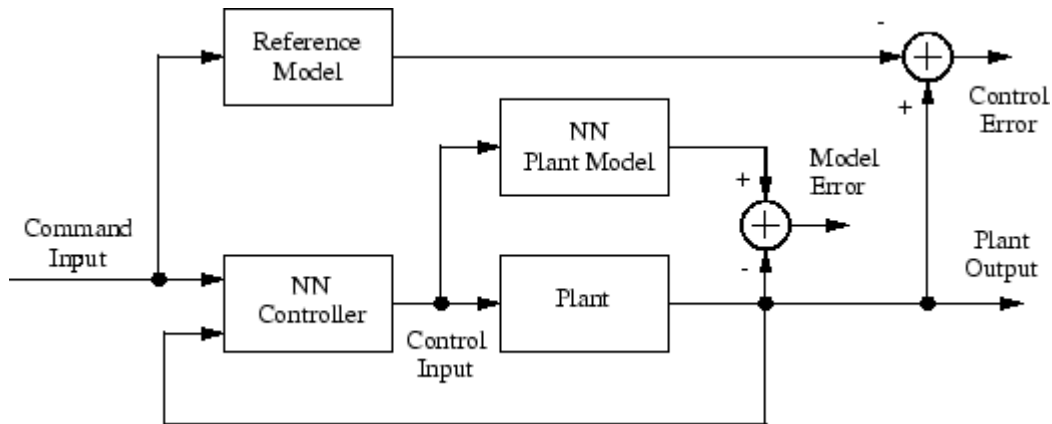 Reference
Model
-
+
Control
Error
NN
Plant Model
Model
Error
+
-
Command
Input
NN
Controller
Control
Input
Plant
Plant
Output